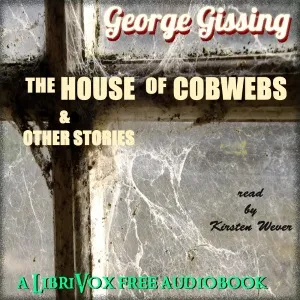 George Gissing
THE HOUSE OF COBWEBS
&
OTHER STORIES
read
by
Kirsten Wever
A LIBRIVOX FREE AUDIOBOOK